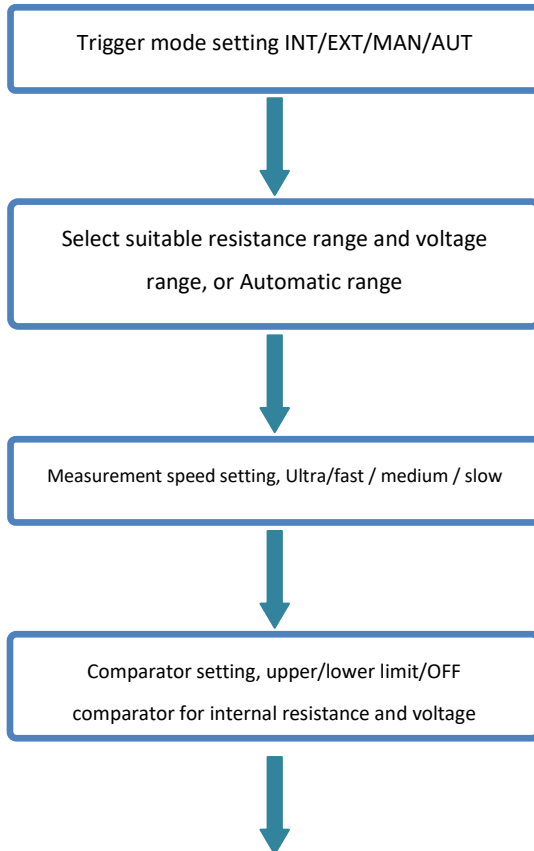 Trigger mode setting INT/EXT/MAN/AUT
Select suitable resistance range and voltage
range, or Automatic range
Measurement speed setting, Ultra/fast / medium / slow
Comparator setting, upper/lower limit/OFF
comparator for internal resistance and voltage